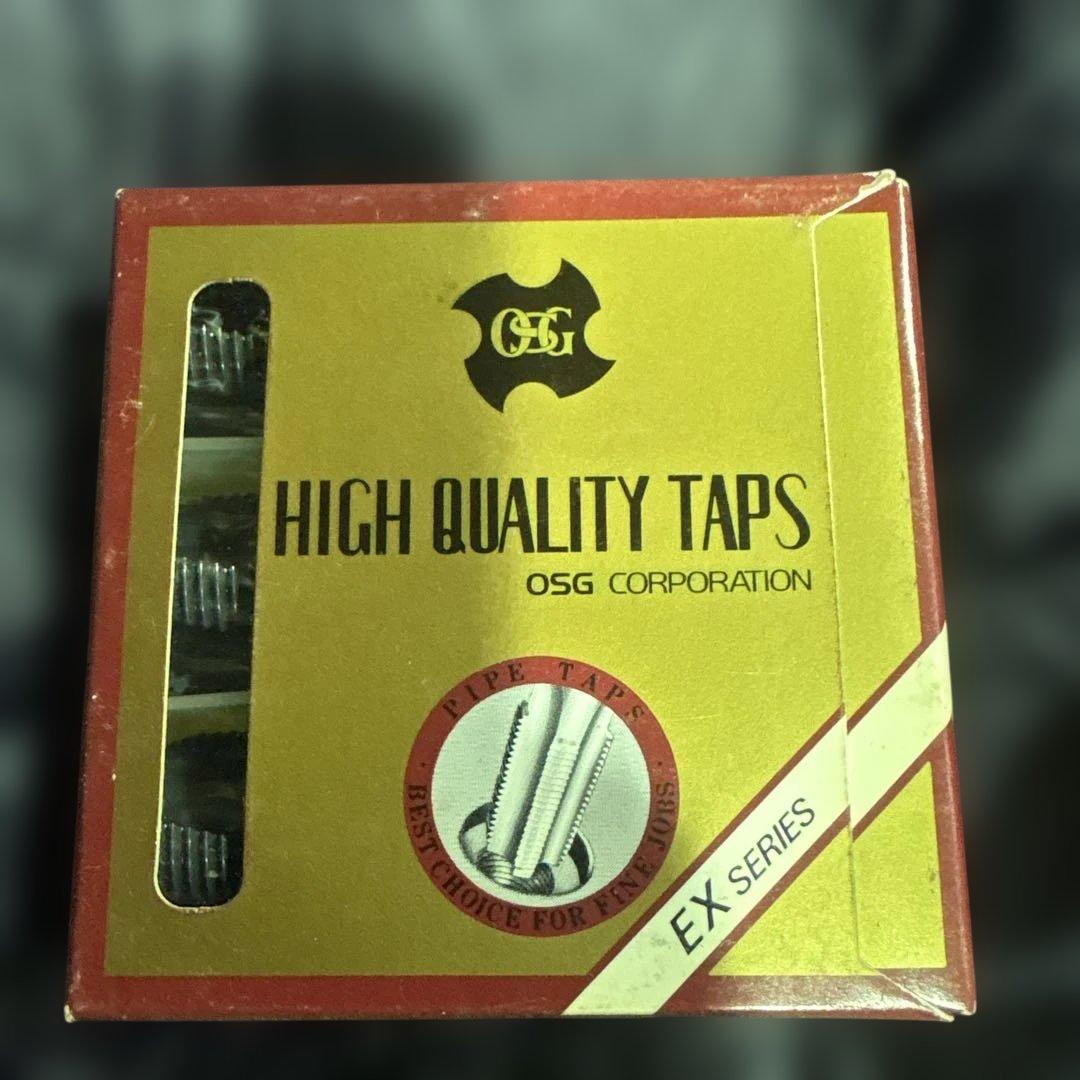 OSG
HIGH QUALITY TAPS
OSG CORPORATION
PIPE TAPS
· BEST CHOICE FOR FINE JOBS ·
EX SERIES